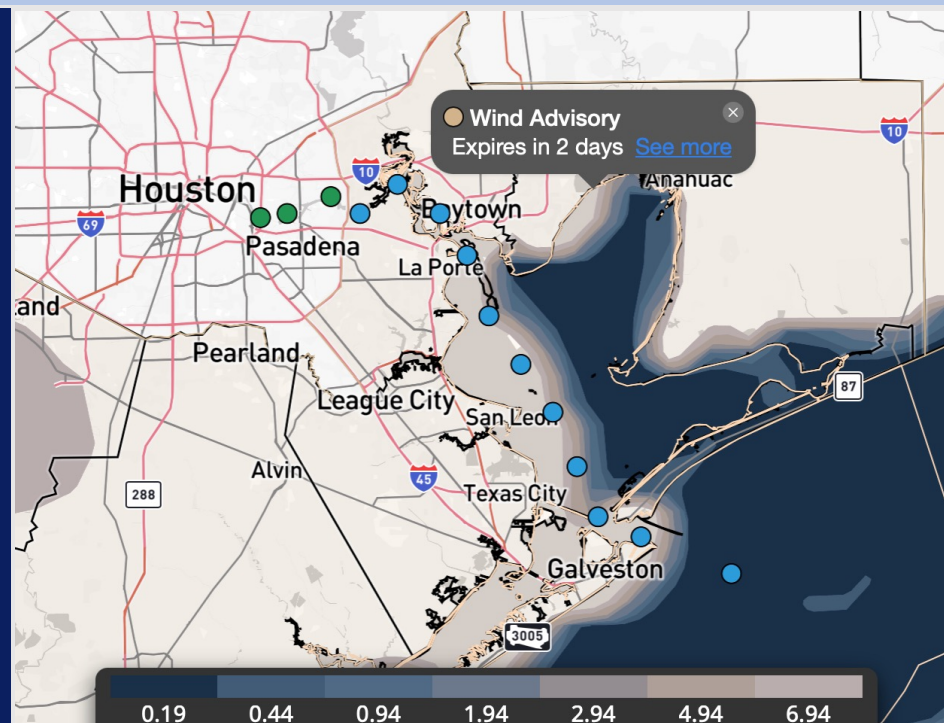 Wind Advisory
Expires in 2 days See more
10
10
Anahuac
Houston
Baytown
69
Pasadena
La Porte
Pearland
87
League City
San Leon
Alvin
45
288
Texas City
Galveston
3005
0.19 0.44 0.94 1.94 2.94 4.94 6.94